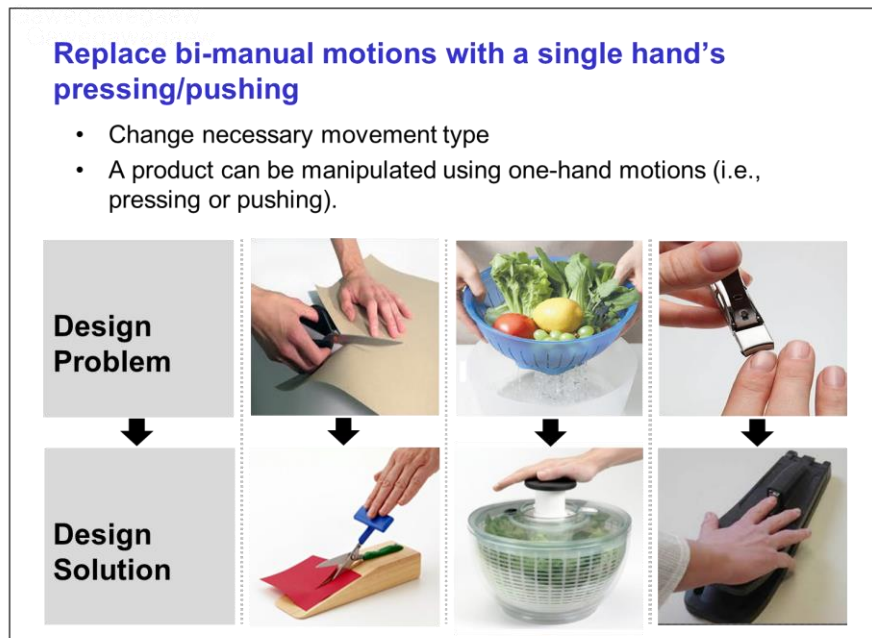 Replace bi-manual motions with a single hand's
pressing/pushing
• Change necessary movement type
• A product can be manipulated using one-hand motions (i.e.,
pressing or pushing).
Design
Problem
Design
Solution